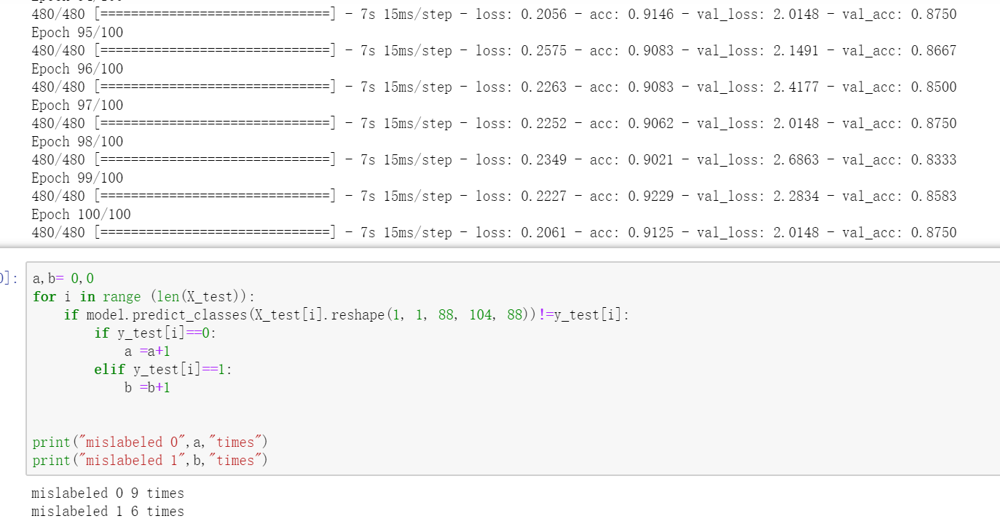 480/480 [==============================] - 7s 15ms/step - loss: 0.2056 - acc: 0.9146 - val_loss: 2.0148 - val_acc: 0.8750
Epoch 95/100
480/480 [==============================] - 7s 15ms/step - loss: 0.2575 - acc: 0.9083 - val_loss: 2.1491 - val_acc: 0.8667
Epoch 96/100
480/480 [==============================] - 7s 15ms/step - loss: 0.2263 - acc: 0.9083 - val_loss: 2.4177 - val_acc: 0.8500
Epoch 97/100
480/480 [==============================] - 7s 15ms/step - loss: 0.2252 - acc: 0.9062 - val_loss: 2.0148 - val_acc: 0.8750
Epoch 98/100
480/480 [==============================] - 7s 15ms/step - loss: 0.2349 - acc: 0.9021 - val_loss: 2.6863 - val_acc: 0.8333
Epoch 99/100
480/480 [==============================] - 7s 15ms/step - loss: 0.2227 - acc: 0.9229 - val_loss: 2.2834 - val_acc: 0.8583
Epoch 100/100
480/480 [==============================] - 7s 15ms/step - loss: 0.2061 - acc: 0.9125 - val_loss: 2.0148 - val_acc: 0.8750
]: a,b= 0,0
for i in range (len(X_test)):
    if model.predict_classes(X_test[i].reshape(1, 1, 88, 104, 88))!=y_test[i]:
        if y_test[i]==0:
            a =a+1
        elif y_test[i]==1:
            b =b+1
print("mislabeled 0",a,"times")
print("mislabeled 1",b,"times")
mislabeled 0 9 times
mislabeled 1 6 times